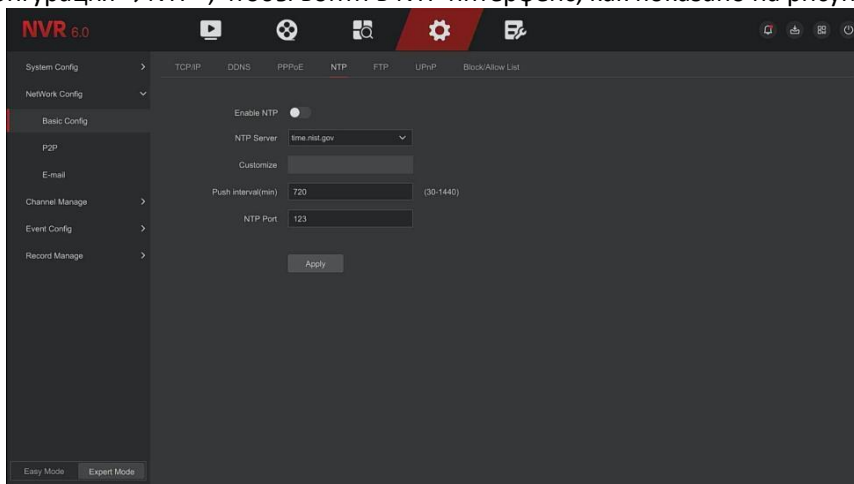 NVR 6.0
System Config
NetWork Config
Basic Config
P2P
E-mail
Channel Manage
Event Config
Record Manage
Easy Mode Expert Mode
TCP/IP DDNS PPPoE NTP FTP UPnP Block/Allow List
Enable NTP
NTP Server time.nist.gov
Customize
Push interval(min) 720 (30-1440)
NTP Port 123
Apply